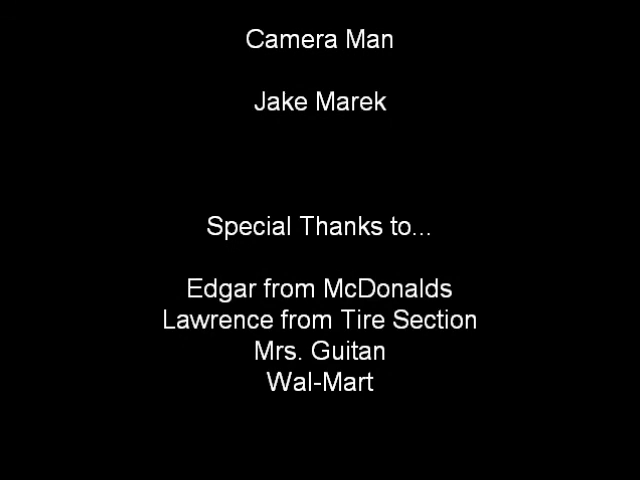 Camera Man
Jake Marek
Special Thanks to...
Edgar from McDonalds
Lawrence from Tire Section
Mrs. Guitan
Wal-Mart